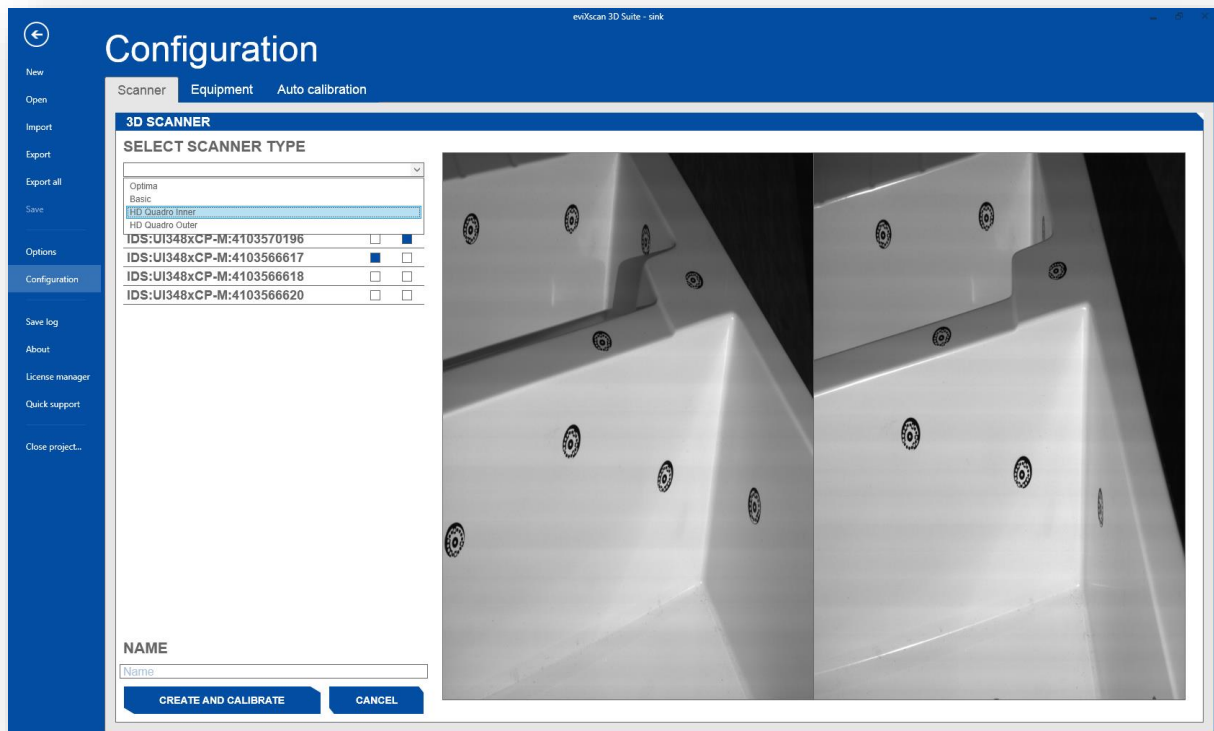 eviXscan 3D Suite - sink
Configuration
New
Open
Import
Export
Export all
Save
Options
Configuration
Save log
About
License manager
Quick support
Close project...
Scanner Equipment Auto calibration
3D SCANNER
SELECT SCANNER TYPE
Optima
Basic
HD Quadro Inner
HD Quadro Outer
IDS:UI348xCP-M:4103570196
IDS:UI348xCP-M:4103566617
IDS:UI348xCP-M:4103566618
IDS:UI348xCP-M:4103566620
NAME
Name
CREATE AND CALIBRATE CANCEL